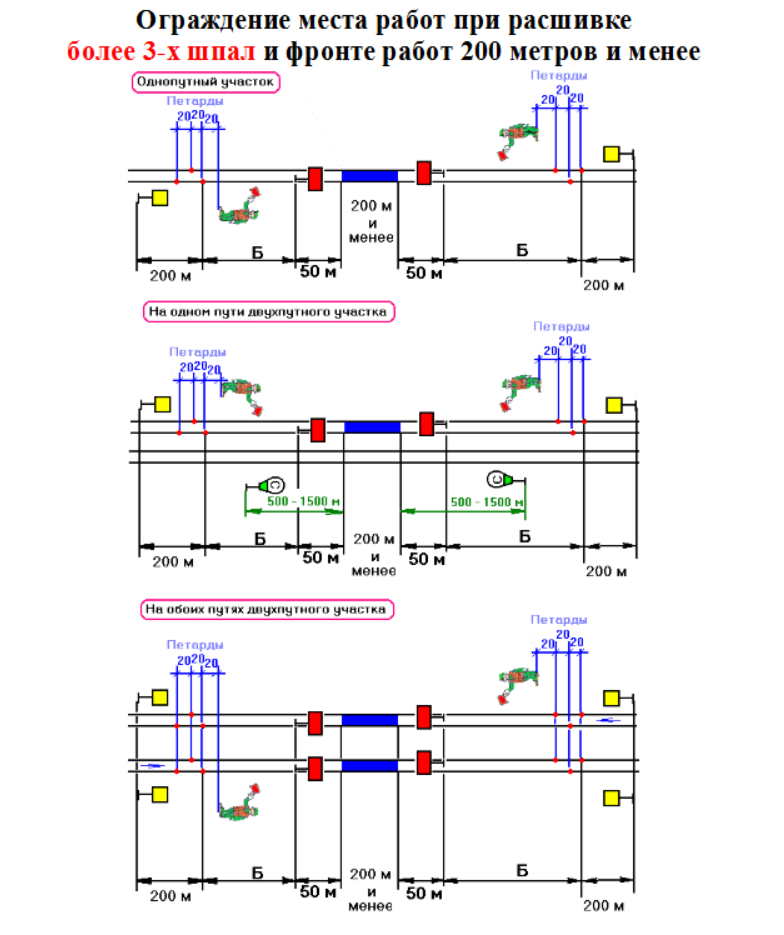 Ограждение места работ при расшивке
более 3-х шпал и фронте работ 200 метров и менее
Однопутный участок
Петарды
20 20 20
Петарды
20
20 20
200 м
и
менее
Б
Б
200 м
50 м
50 м
200 м
На одном пути двухпутного участка
Петарды
20 20 20
Петарды
20
20 20
С
С
500 - 1500 м
500 - 1500 м
Б
200 м
и
менее
Б
200 м
50 м
50 м
200 м
На обоих путях двухпутного участка
Петарды
20 20 20
Петарды
20
20 20
Б
200 м
и
менее
Б
200 м
50 м
50 м
200 м